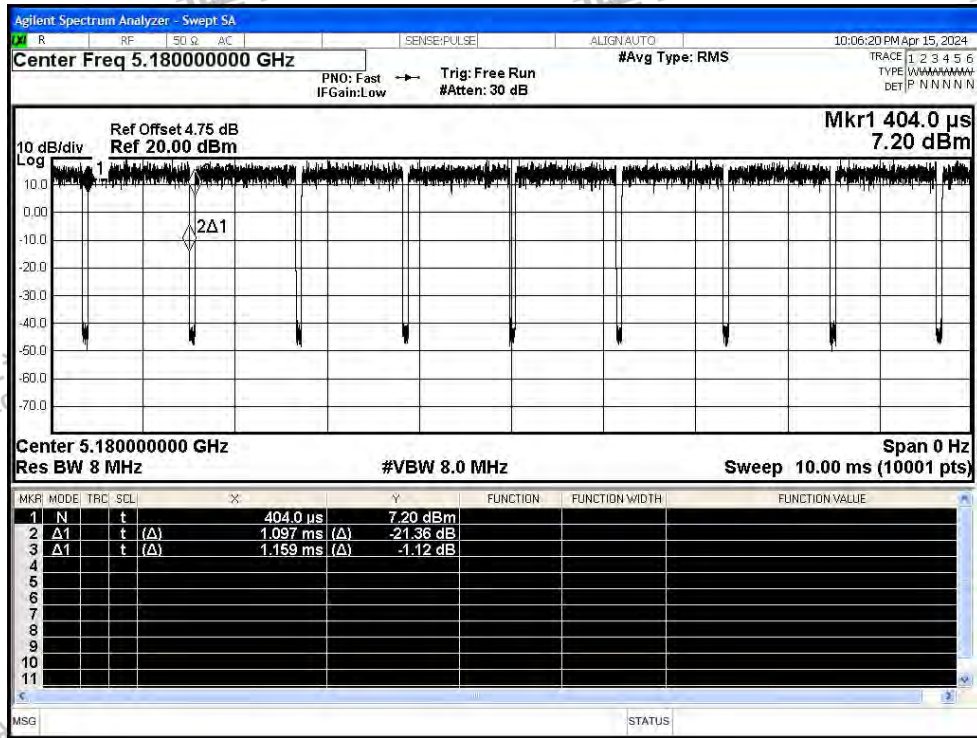 Agilent Spectrum Analyzer - Swept SA
LXI R RF 50 Ω AC SENSE:PULSE ALIGN AUTO 10:06:20 PM Apr 15, 2024
Center Freq 5.180000000 GHz
PNO: Fast
IFGain:Low
Trig: Free Run
#Atten: 30 dB
#Avg Type: RMS
TRACE 1 2 3 4 5 6
TYPE WWWWWW
DET P N N N N N
Mkr1 404.0 µs
7.20 dBm
Ref Offset 4.75 dB
10 dB/div Ref 20.00 dBm
Log
10.0
0.00
-10.0
-20.0
-30.0
-40.0
-50.0
-60.0
-70.0
1
2Δ1
Center 5.180000000 GHz Span 0 Hz
Res BW 8 MHz #VBW 8.0 MHz Sweep 10.00 ms (10001 pts)
MKR MODE TRC SCL X Y FUNCTION FUNCTION WIDTH FUNCTION VALUE
1 N t 404.0 µs 7.20 dBm
2 Δ1 t (Δ) 1.097 ms (Δ) -21.36 dB
3 Δ1 t (Δ) 1.159 ms (Δ) -1.12 dB
4
5
6
7
8
9
10
11
MSG STATUS